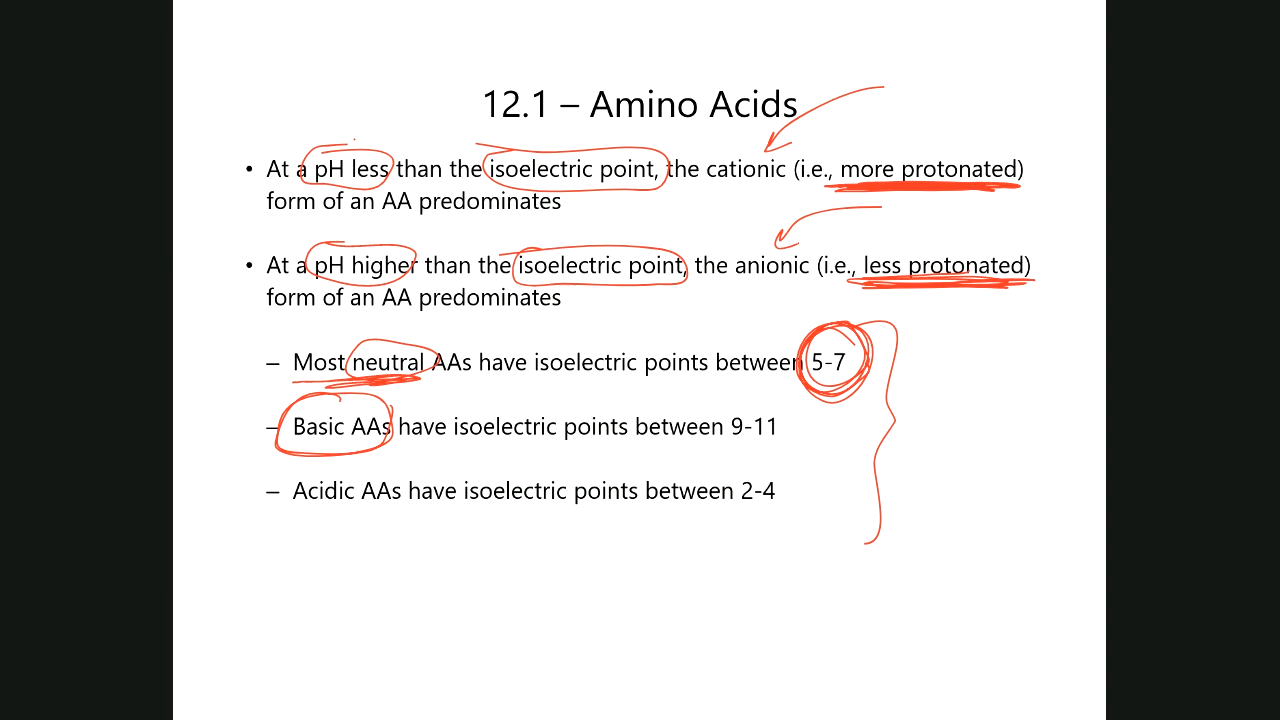 12.1 – Amino Acids
• At a pH less than the isoelectric point, the cationic (i.e., more protonated)
form of an AA predominates
• At a pH higher than the isoelectric point, the anionic (i.e., less protonated)
form of an AA predominates
– Most neutral AAs have isoelectric points between 5-7
– Basic AAs have isoelectric points between 9-11
– Acidic AAs have isoelectric points between 2-4